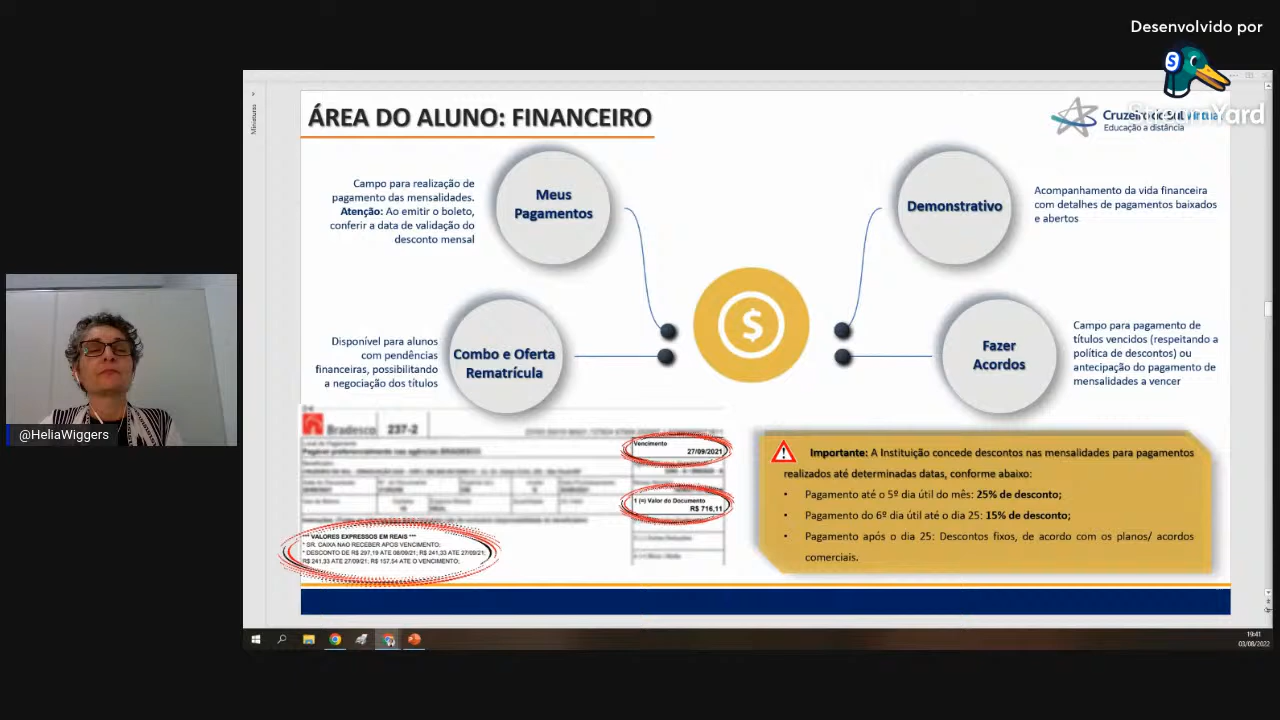 Desenvolvido por
S
StreamYard
Miniaturas
ÁREA DO ALUNO: FINANCEIRO
Cruzeiro do Sul Virtual
Educação a distância
Campo para realização de
pagamento das mensalidades.
Atenção: Ao emitir o boleto,
conferir a data de validação do
desconto mensal
Meus
Pagamentos
Demonstrativo
Acompanhamento da vida financeira
com detalhes de pagamentos baixados
e abertos
Disponível para alunos
com pendências
financeiras, possibilitando
a negociação dos títulos
Combo e Oferta
Rematrícula
$
Fazer
Acordos
Campo para pagamento de
títulos vencidos (respeitando a
política de descontos) ou
antecipação do pagamento de
mensalidades a vencer
@HeliaWiggers
Bradesco 237-2
Pagável preferencialmente nas agências BRADESCO
Vencimento
27/09/2021
1 (=) Valor do Documento
R$ 716,11
*** VALORES EXPRESSOS EM REAIS ***
* SR. CAIXA NAO RECEBER APOS VENCIMENTO;
* DESCONTO DE R$ 297,19 ATE 08/09/21; R$ 241,33 ATE 27/09/21;
R$ 241,33 ATE 27/09/21; R$ 157,54 ATE O VENCIMENTO;
Importante: A Instituição concede descontos nas mensalidades para pagamentos
realizados até determinadas datas, conforme abaixo:
• Pagamento até o 5º dia útil do mês: 25% de desconto;
• Pagamento do 6º dia útil até o dia 25: 15% de desconto;
• Pagamento após o dia 25: Descontos fixos, de acordo com os planos/ acordos
comerciais.
19:41
03/08/2022